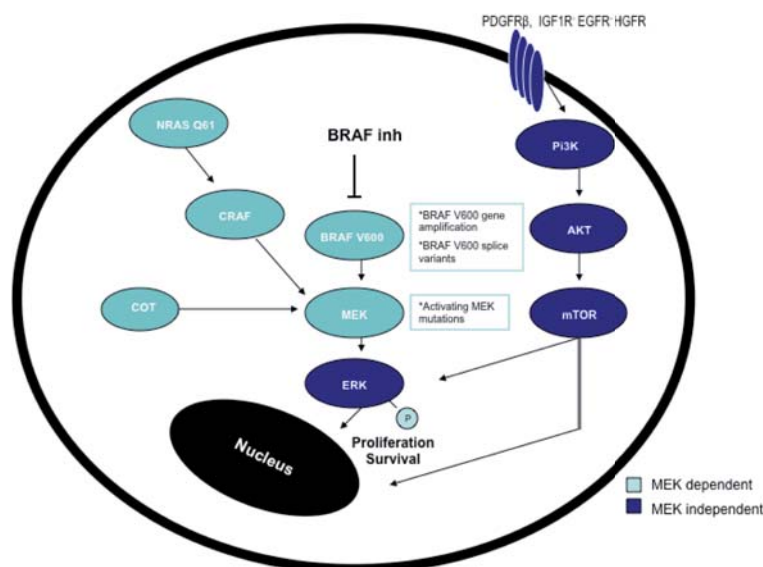 PDGFRβ, IGF1R EGFR HGFR
NRAS Q61
BRAF inh
Pi3K
CRAF
BRAF V600
*BRAF V600 gene
amplification
*BRAF V600 splice
variants
AKT
COT
MEK
*Activating MEK
mutations
mTOR
ERK
P
Proliferation
Survival
Nucleus
MEK dependent
MEK independent